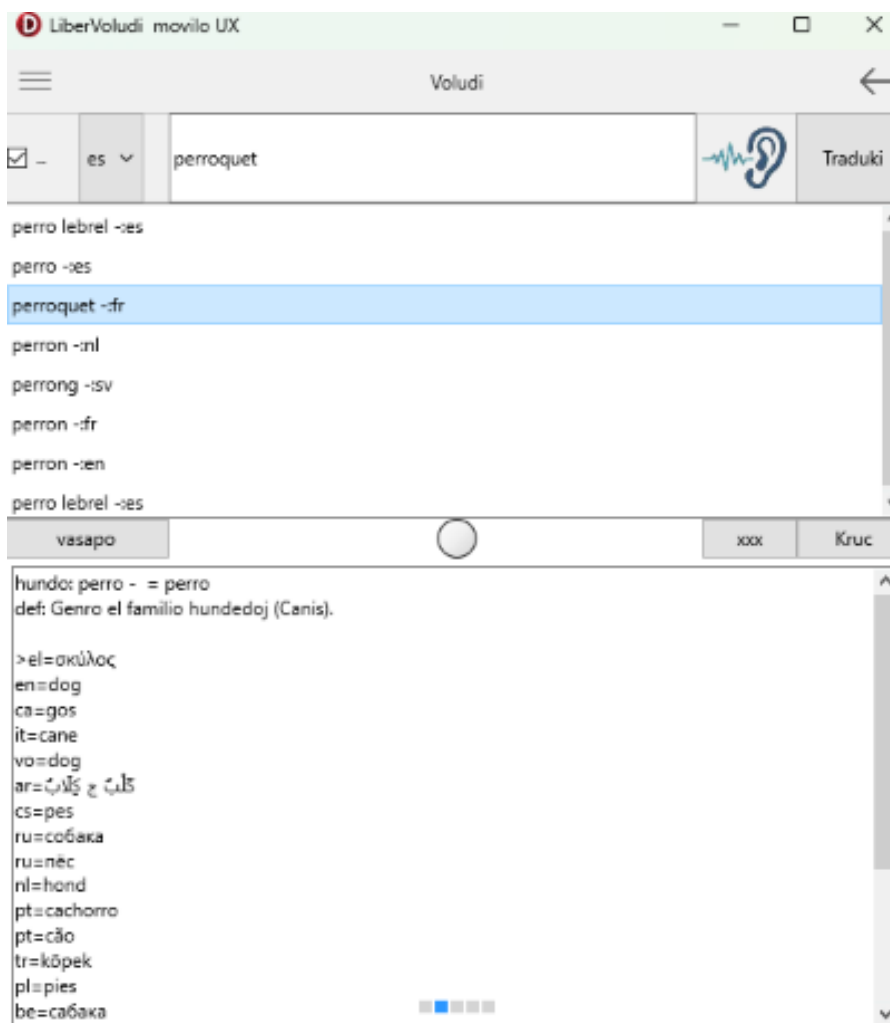 LiberVoludi movilo UX
Voludi
_ es perroquet Traduki
perro lebrel -:es
perro -:es
perroquet -:fr
perron -:nl
perrong -:sv
perron -:fr
perron -:en
perro lebrel -:es
vasapo xxx Kruc
hundo: perro - = perro
def: Genro el familio hundedoj (Canis).
>el=σκύλος
en=dog
ca=gos
it=cane
vo=dog
ar=كَلْبٌ ج كِلَابٌ
cs=pes
ru=собака
ru=пёс
nl=hond
pt=cachorro
pt=cão
tr=köpek
pl=pies
be=сабака